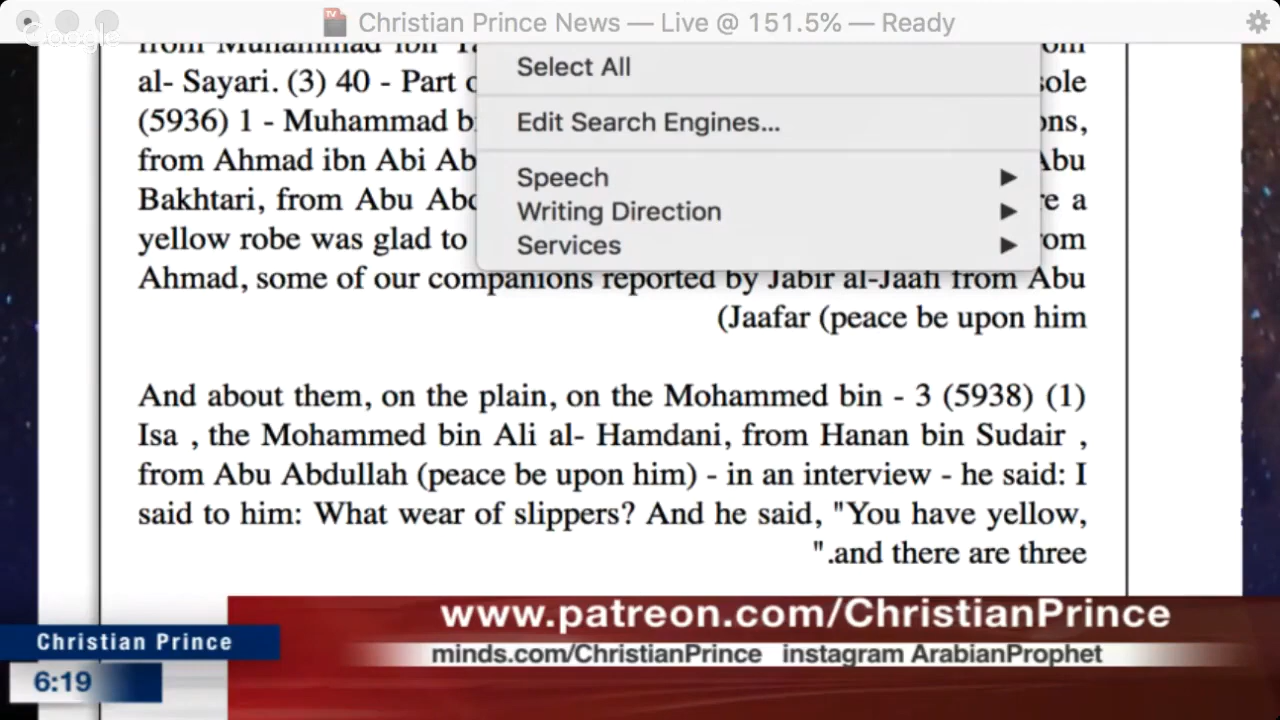 Google
Christian Prince News — Live @ 151.5% — Ready
from Muhammad ibn
al- Sayari. (3) 40 - Part
(5936) 1 - Muhammad
from Ahmad ibn Abi
Bakhtari, from Abu
yellow robe was glad to
Select All
Edit Search Engines...
Speech
Writing Direction
Services
Abu
a
Ahmad, some of our companions reported by Jabir al-Jaafi from Abu
(Jaafar (peace be upon him
And about them, on the plain, on the Mohammed bin - 3 (5938) (1)
Isa , the Mohammed bin Ali al- Hamdani, from Hanan bin Sudair ,
from Abu Abdullah (peace be upon him) - in an interview - he said: I
said to him: What wear of slippers? And he said, "You have yellow,
".and there are three
www.patreon.com/ChristianPrince
Christian Prince
minds.com/ChristianPrince instagram ArabianProphet
6:19